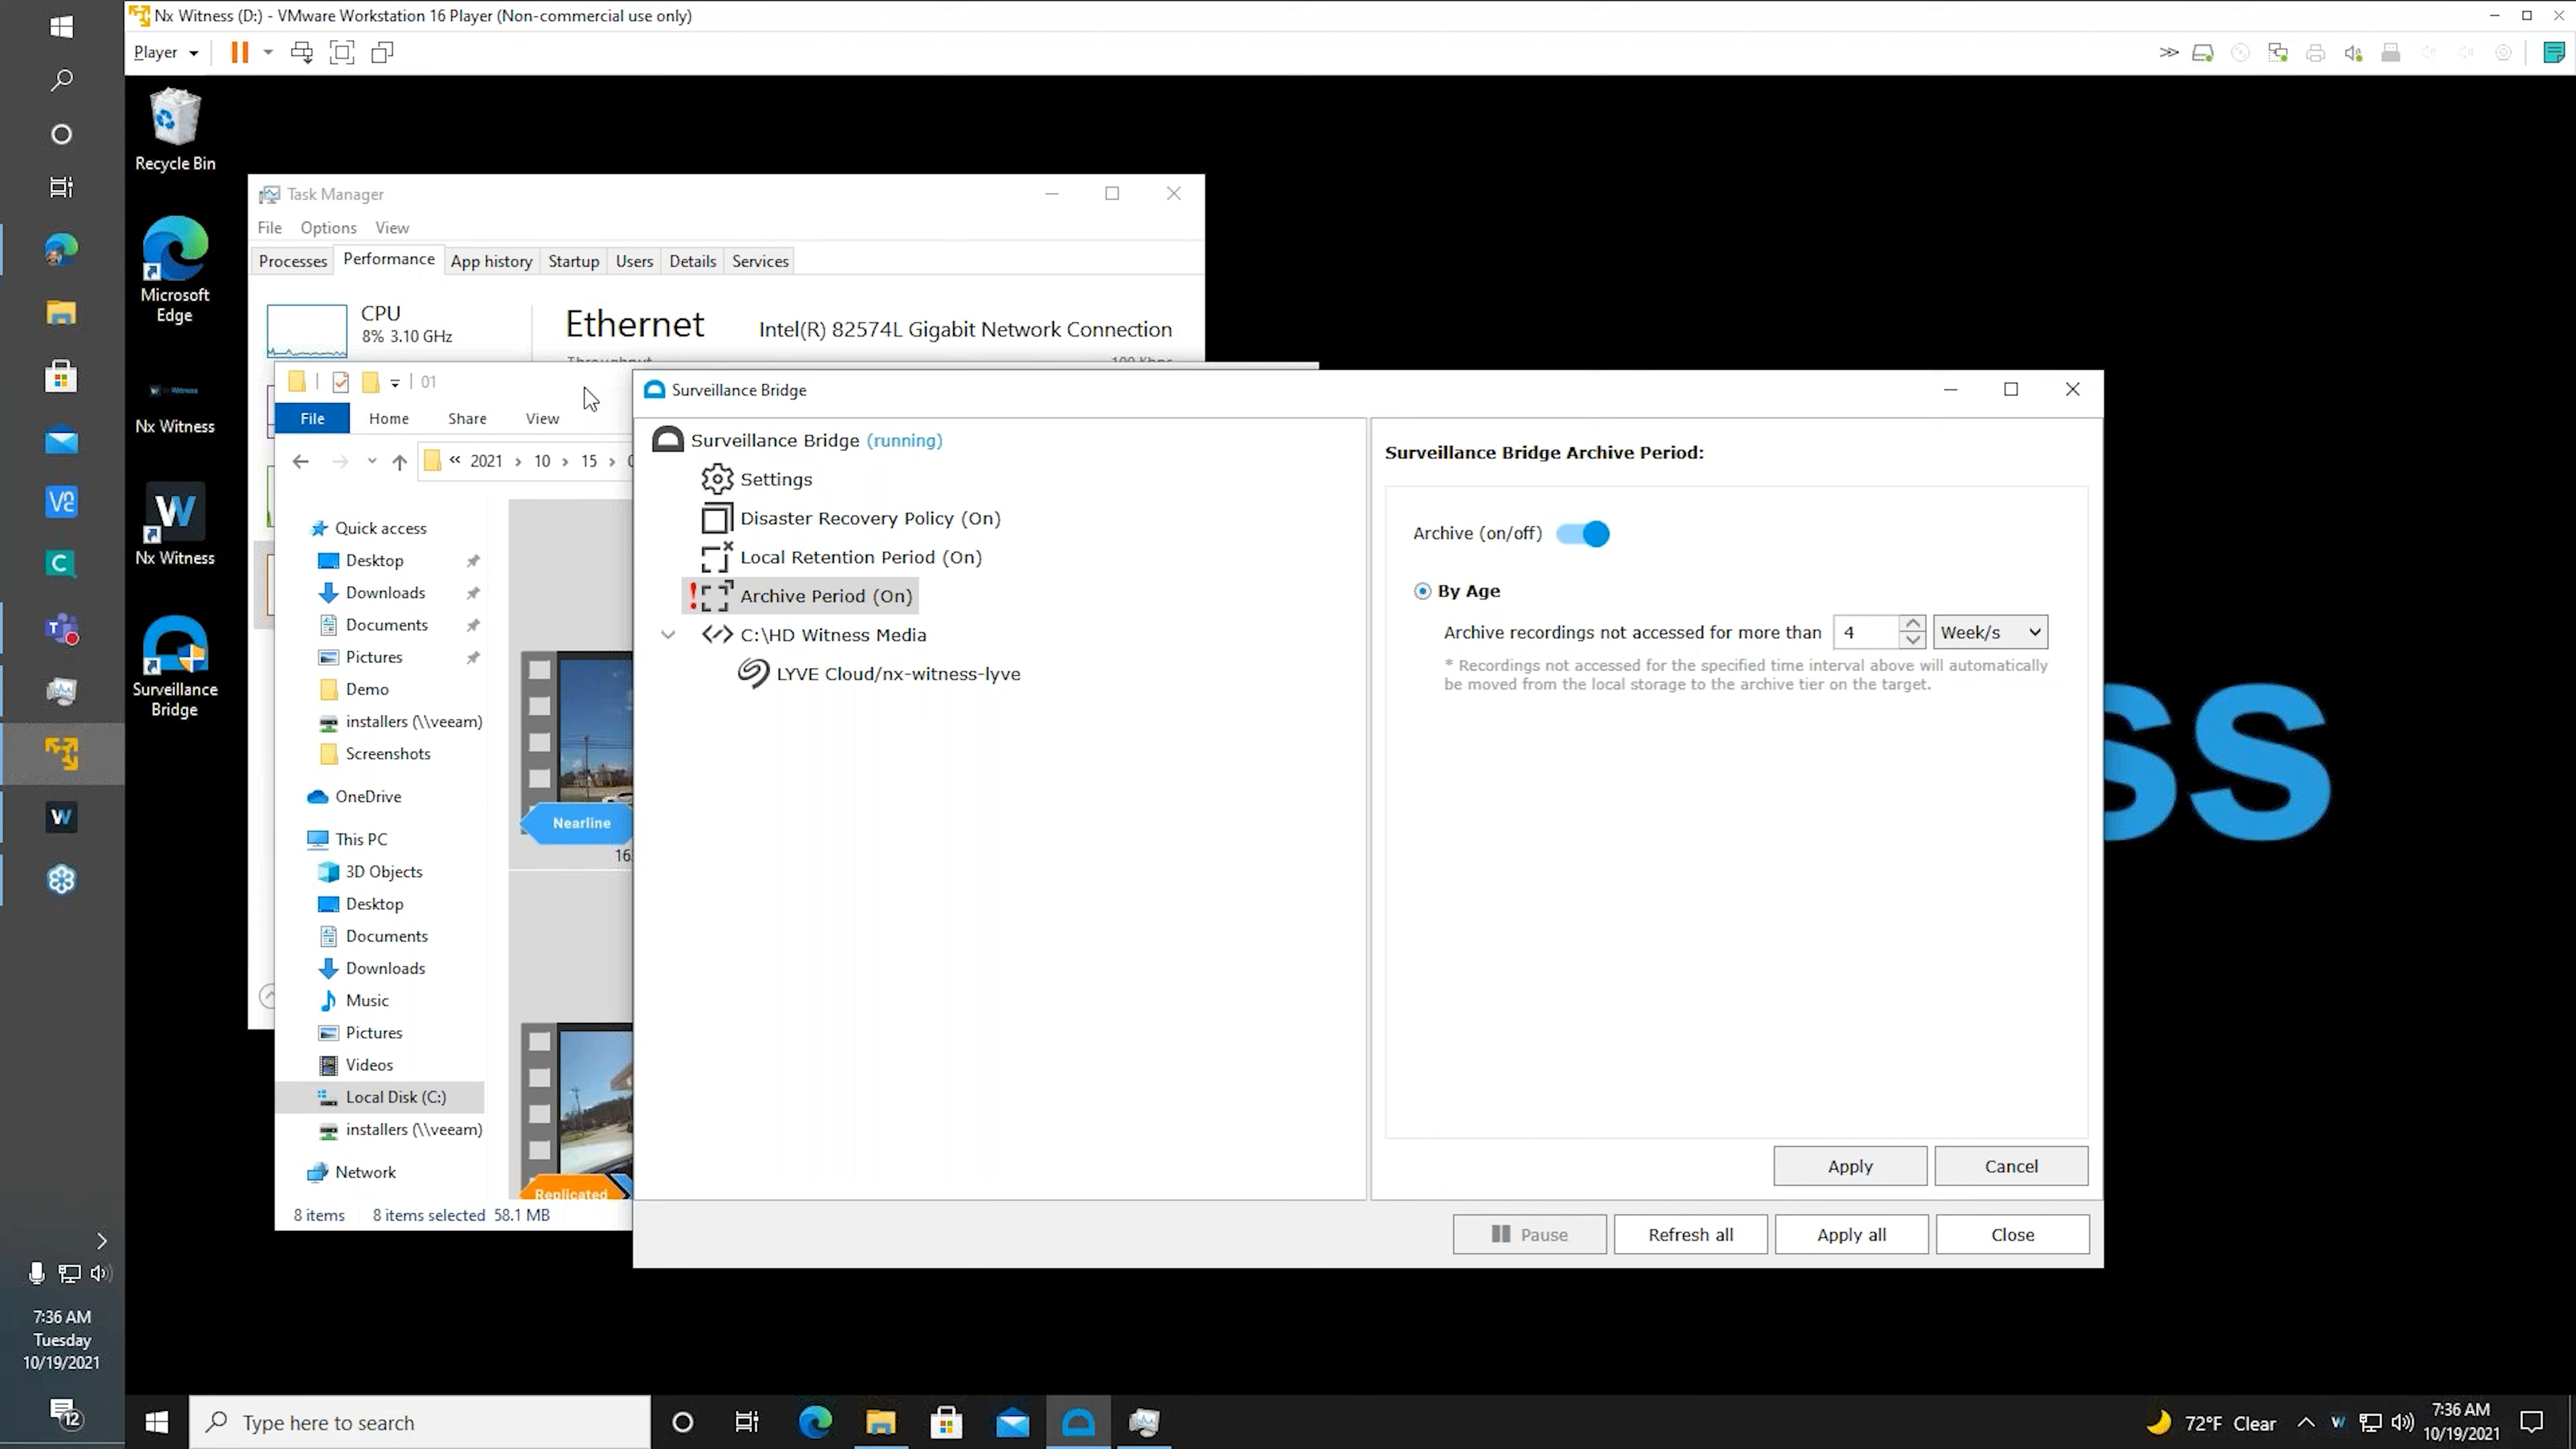 Nx Witness (D:) - VMware Workstation 16 Player (Non-commercial use only)
Player
Recycle Bin
Microsoft
Edge
Nx Witness
Nx Witness
Surveillance
Bridge
Task Manager
File Options View
Processes Performance App history Startup Users Details Services
CPU
8% 3.10 GHz
Ethernet
Intel(R) 82574L Gigabit Network Connection
Throughput
100 Kbps
01
File Home Share View
« 2021 > 10 > 15 >
Quick access
Desktop
Downloads
Documents
Pictures
Demo
installers (\\veeam)
Screenshots
OneDrive
This PC
3D Objects
Desktop
Documents
Downloads
Music
Pictures
Videos
Local Disk (C:)
installers (\\veeam)
Network
8 items 8 items selected 58.1 MB
Nearline
16
Replicated
Surveillance Bridge
Surveillance Bridge (running)
Settings
Disaster Recovery Policy (On)
Local Retention Period (On)
! Archive Period (On)
C:\HD Witness Media
LYVE Cloud/nx-witness-lyve
Surveillance Bridge Archive Period:
Archive (on/off)
By Age
Archive recordings not accessed for more than 4 Week/s
* Recordings not accessed for the specified time interval above will automatically
be moved from the local storage to the archive tier on the target.
Apply Cancel
Pause Refresh all Apply all Close
ss
7:36 AM
Tuesday
10/19/2021
12
Type here to search
72°F Clear
7:36 AM
10/19/2021